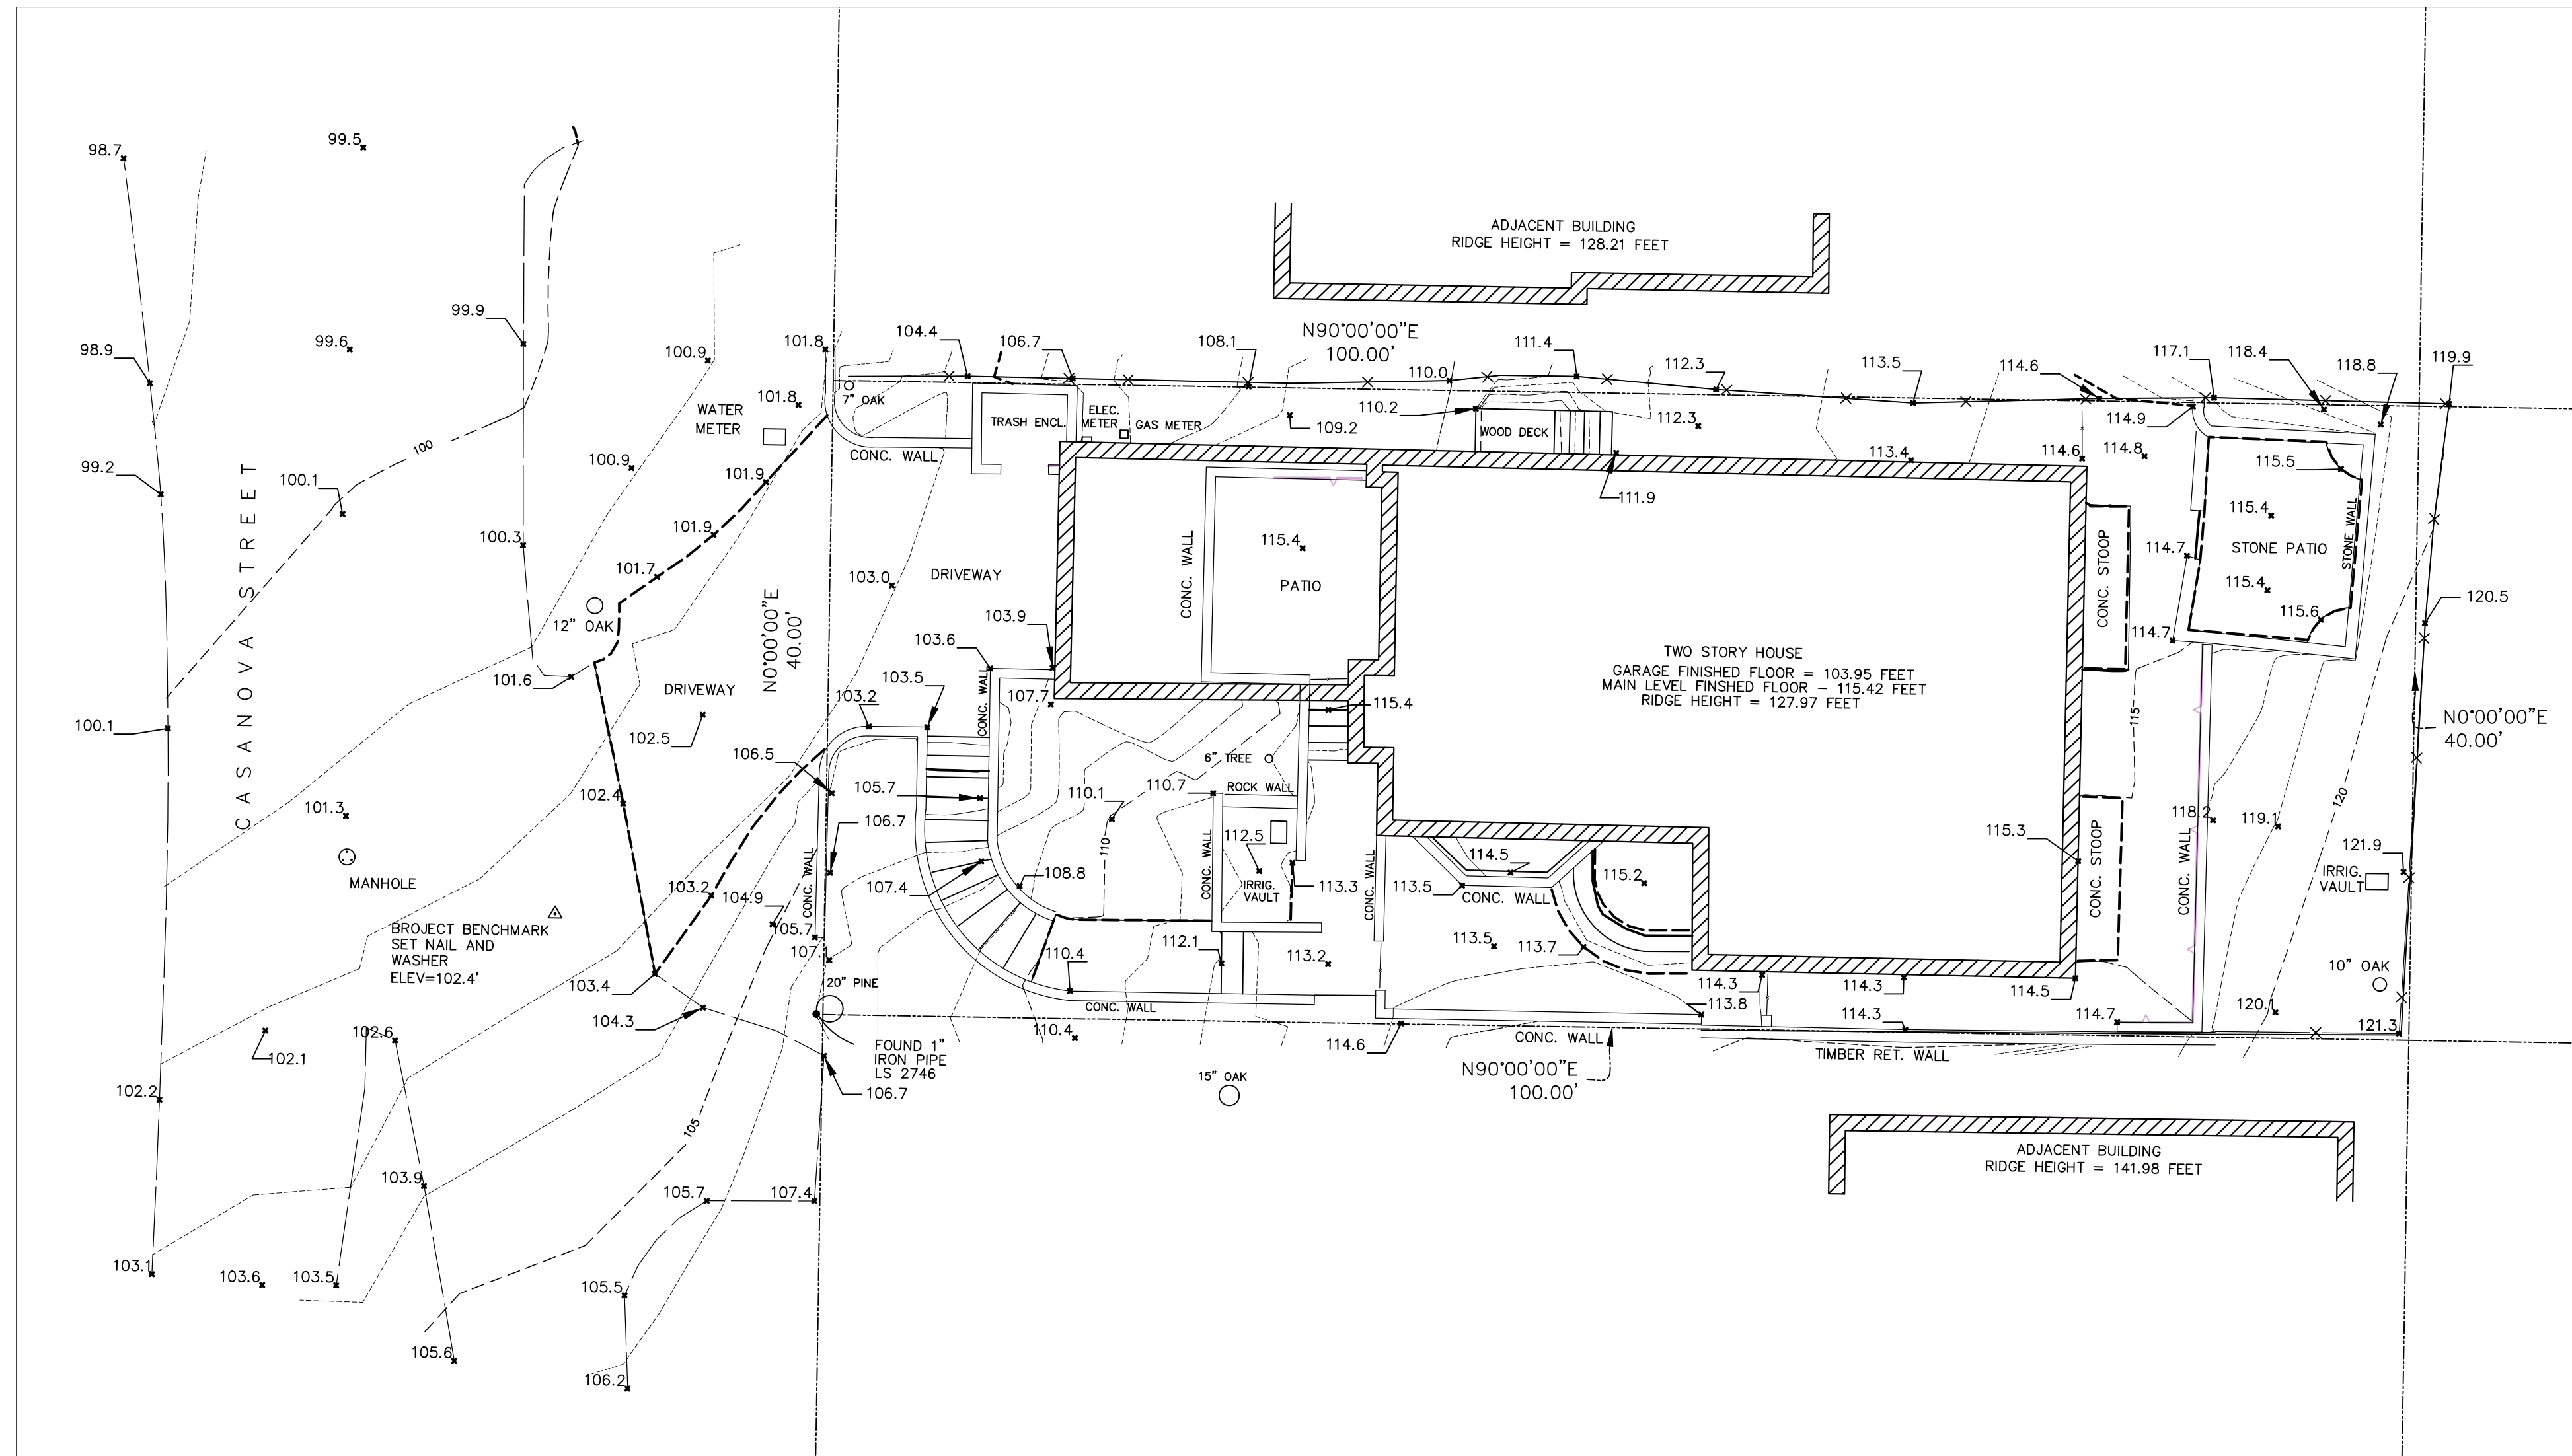 98.7
99.5
98.9
99.6
99.9
100.9
99.2
100.1
100
100.3
100.9
101.8
101.8
WATER
METER
101.9
101.9
101.7
12" OAK
101.6
CASANOVA STREET
100.1
101.3
MANHOLE
BROJECT BENCHMARK
SET NAIL AND
WASHER
ELEV=102.4'
102.1
102.2
103.1
103.6
103.5
102.6
103.9
105.6
DRIVEWAY
102.5
102.4
103.2
103.4
104.3
104.9
105.7
107.1
105
105.7
107.4
105.5
106.2
N0°00'00"E
40.00'
104.4
106.7
108.1
N90°00'00"E
100.00'
110.0
111.4
112.3
113.5
114.6
117.1
118.4
118.8
119.9
ADJACENT BUILDING
RIDGE HEIGHT = 128.21 FEET
7" OAK
TRASH ENCL.
ELEC.
METER
GAS METER
CONC. WALL
109.2
110.2
WOOD DECK
111.9
112.3
113.4
114.6
114.8
114.9
103.0
DRIVEWAY
103.9
103.6
103.5
103.2
CONC. WALL
115.4
PATIO
107.7
CONC. WALL
115.4
TWO STORY HOUSE
GARAGE FINISHED FLOOR = 103.95 FEET
MAIN LEVEL FINSHED FLOOR - 115.42 FEET
RIDGE HEIGHT = 127.97 FEET
CONC. STOOP
115.5
115.4
STONE PATIO
STONE WALL
115.4
115.6
114.7
114.7
120.5
N0°00'00"E
40.00'
115
120
106.5
105.7
106.7
CONC. WALL
107.4
108.8
110.1
110
110.7
6" TREE
ROCK WALL
112.5
IRRIG.
VAULT
CONC. WALL
113.3
CONC. WALL
113.5
114.5
CONC. WALL
115.2
113.5
113.7
113.2
112.1
110.4
CONC. WALL
20" PINE
FOUND 1"
IRON PIPE
LS 2746
106.7
110.4
15" OAK
114.6
CONC. WALL
N90°00'00"E
100.00'
113.8
114.3
114.3
114.5
114.3
114.7
TIMBER RET. WALL
115.3
CONC. STOOP
CONC. WALL
118.2
119.1
121.9
IRRIG.
VAULT
10" OAK
120.1
121.3
ADJACENT BUILDING
RIDGE HEIGHT = 141.98 FEET